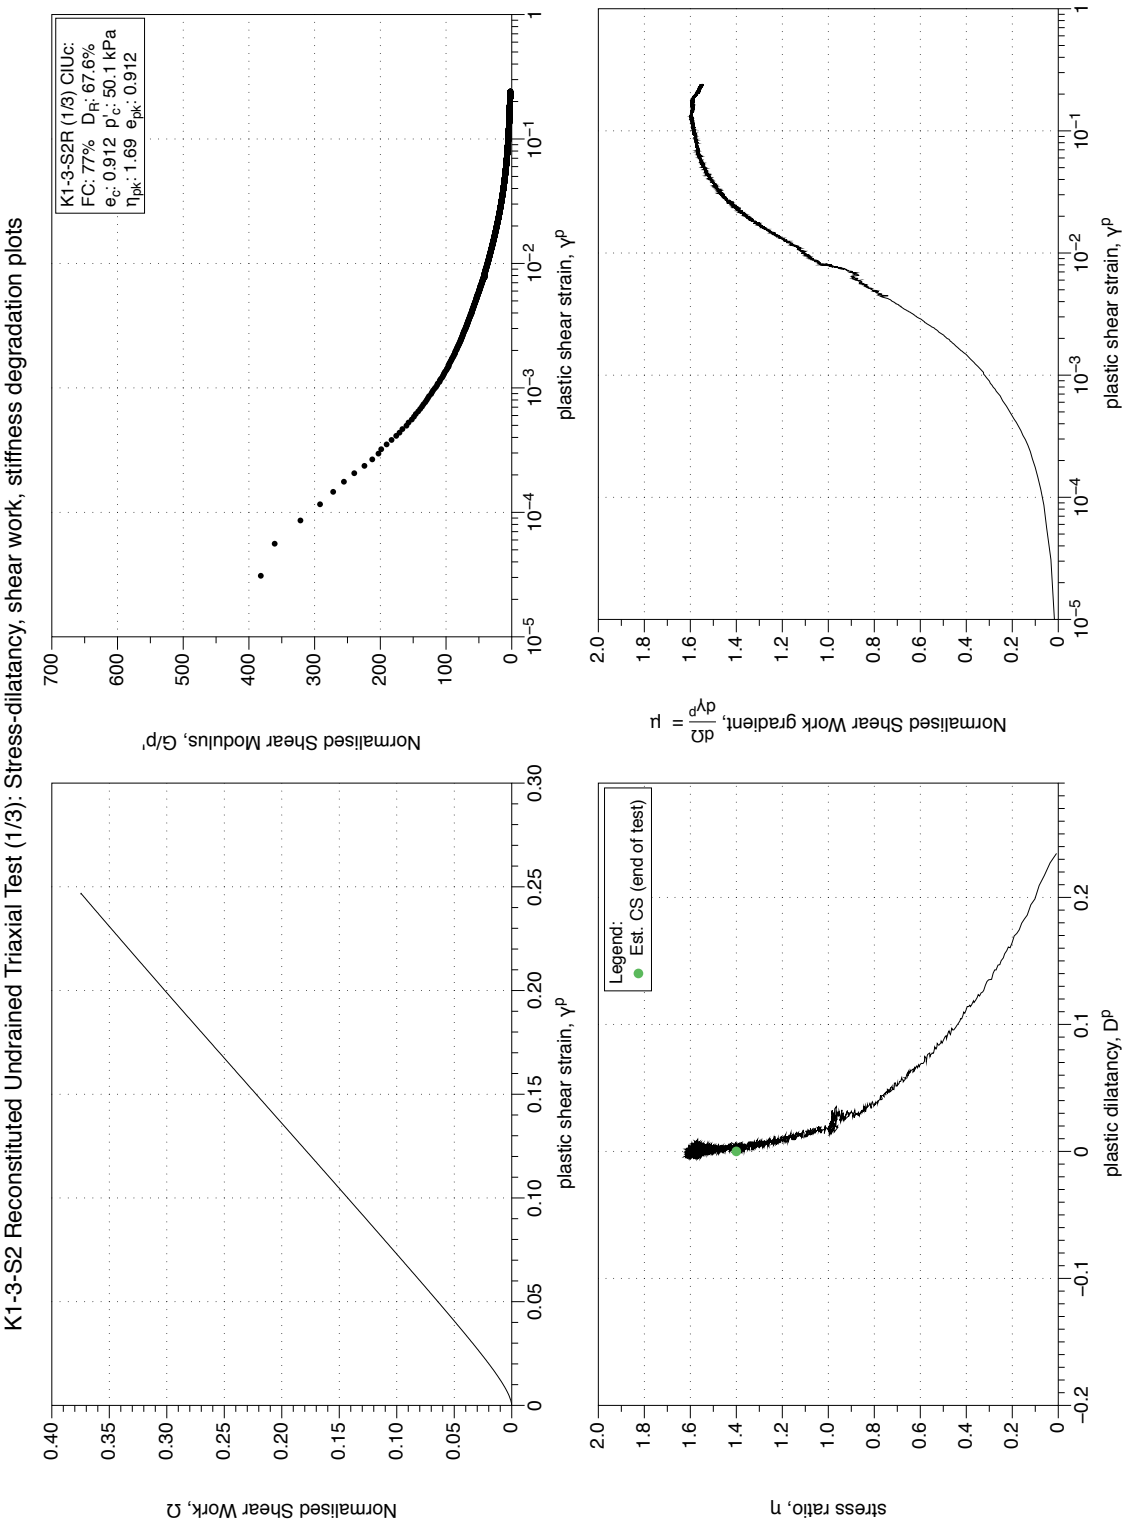 K1-3-S2 Reconstituted Undrained Triaxial Test (1/3): Stress-dilatancy, shear work, stiffness degradation plots
Normalised Shear Work, Ω
0.40
0.35
0.30
0.25
0.20
0.15
0.10
0.05
0
0 0.05 0.10 0.15 0.20 0.25 0.30
plastic shear strain, γp
Normalised Shear Modulus, G/p'
700
600
500
400
300
200
100
0
10−5 10−4 10−3 10−2 10−1 1
plastic shear strain, γp
K1-3-S2R (1/3) CIUc:
FC: 77% DR: 67.6%
ec: 0.912 p'c: 50.1 kPa
ηpk: 1.69 epk: 0.912
stress ratio, η
2.0
1.8
1.6
1.4
1.2
1.0
0.8
0.6
0.4
0.2
0
−0.2 −0.1 0 0.1 0.2
plastic dilatancy, Dp
Legend:
Est. CS (end of test)
Normalised Shear Work gradient, dΩ/dγp = μ
2.0
1.8
1.6
1.4
1.2
1.0
0.8
0.6
0.4
0.2
0
10−5 10−4 10−3 10−2 10−1 1
plastic shear strain, γp